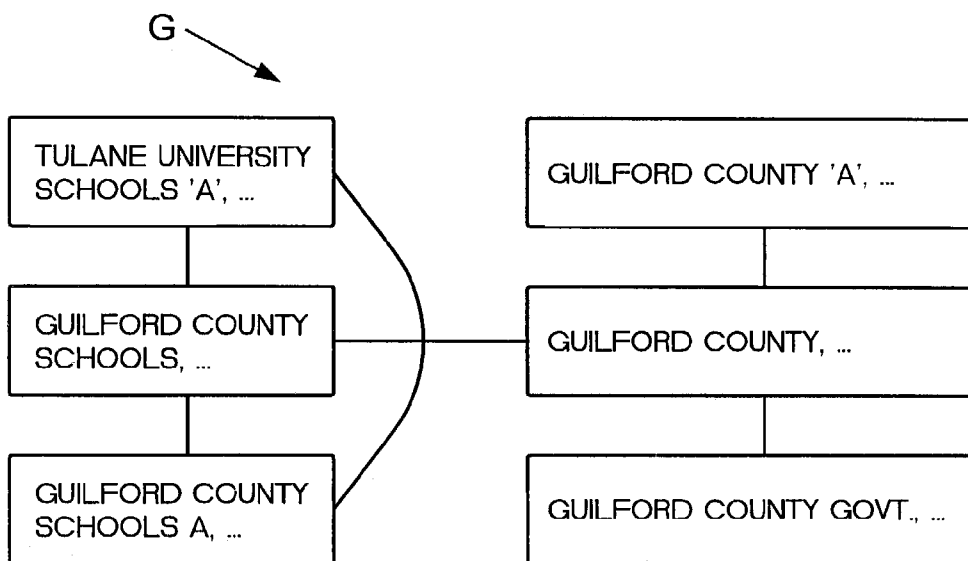 G
TULANE UNIVERSITY
SCHOOLS 'A', ...
GUILFORD COUNTY 'A', ...
GUILFORD COUNTY
SCHOOLS, ...
GUILFORD COUNTY, ...
GUILFORD COUNTY
SCHOOLS A, ...
GUILFORD COUNTY GOVT., ...